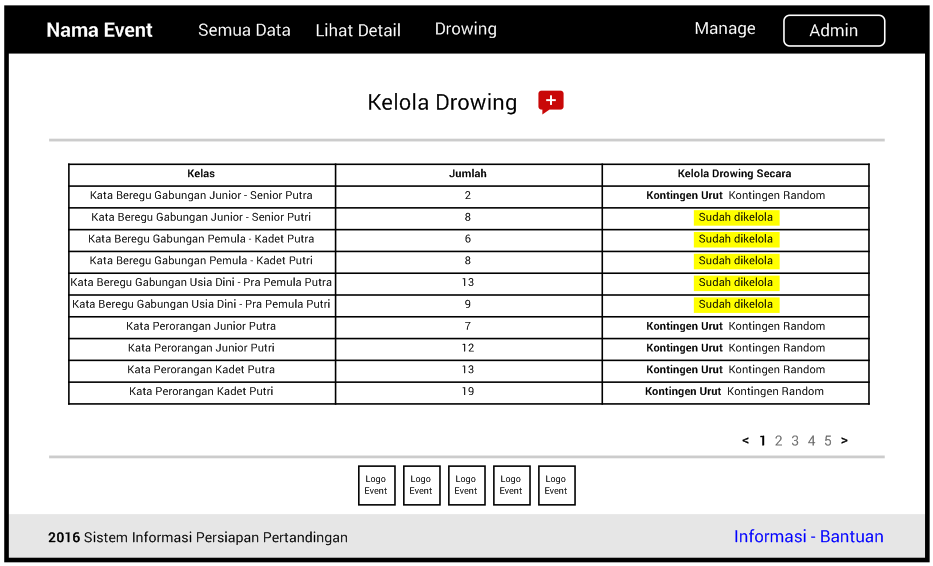 Nama Event Semua Data Lihat Detail Drowing Manage Admin
Kelola Drowing
Kelas Jumlah Kelola Drowing Secara
Kata Beregu Gabungan Junior - Senior Putra 2 Kontingen Urut Kontingen Random
Kata Beregu Gabungan Junior - Senior Putri 8 Sudah dikelola
Kata Beregu Gabungan Pemula - Kadet Putra 6 Sudah dikelola
Kata Beregu Gabungan Pemula - Kadet Putri 8 Sudah dikelola
Kata Beregu Gabungan Usia Dini - Pra Pemula Putra 13 Sudah dikelola
Kata Beregu Gabungan Usia Dini - Pra Pemula Putri 9 Sudah dikelola
Kata Perorangan Junior Putra 7 Kontingen Urut Kontingen Random
Kata Perorangan Junior Putri 12 Kontingen Urut Kontingen Random
Kata Perorangan Kadet Putra 13 Kontingen Urut Kontingen Random
Kata Perorangan Kadet Putri 19 Kontingen Urut Kontingen Random
< 1 2 3 4 5 >
Logo Logo Logo Logo Logo
Event Event Event Event Event
2016 Sistem Informasi Persiapan Pertandingan Informasi - Bantuan